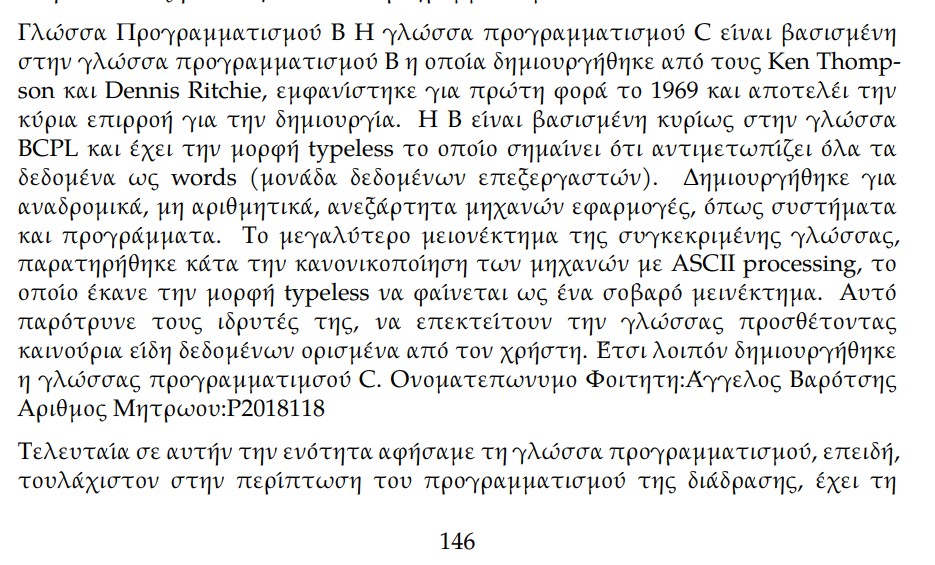 Γλώσσα Προγραμματισμού B Η γλώσσα προγραμματισμού C είναι βασισμένη
στην γλώσσα προγραμματισμού B η οποία δημιουργήθηκε από τους Ken Thomp-
son και Dennis Ritchie, εμφανίστηκε για πρώτη φορά το 1969 και αποτελέι την
κύρια επιρροή για την δημιουργία. Η B είναι βασισμένη κυρίως στην γλώσσα
BCPL και έχει την μορφή typeless το οποίο σημαίνει ότι αντιμετωπίζει όλα τα
δεδομένα ως words (μονάδα δεδομένων επεξεργαστών). Δημιουργήθηκε για
αναδρομικά, μη αριθμητικά, ανεξάρτητα μηχανών εφαρμογές, όπως συστήματα
και προγράμματα. Το μεγαλύτερο μειονέκτημα της συγκεκριμένης γλώσσας,
παρατηρήθηκε κάτα την κανονικοποίηση των μηχανών με ASCII processing, το
οποίο έκανε την μορφή typeless να φαίνεται ως ένα σοβαρό μεινέκτημα. Αυτό
παρότρυνε τους ιδρυτές της, να επεκτείτουν την γλώσσας προσθέτοντας
καινούρια είδη δεδομένων ορισμένα από τον χρήστη. Έτσι λοιπόν δημιουργήθηκε
η γλώσσας προγραμματιμσού C. Ονοματεπωνυμο Φοιτητη:Άγγελος Βαρότσης
Αριθμος Μητρωου:P2018118
Τελευταία σε αυτήν την ενότητα αφήσαμε τη γλώσσα προγραμματισμού, επειδή,
τουλάχιστον στην περίπτωση του προγραμματισμού της διάδρασης, έχει τη
146